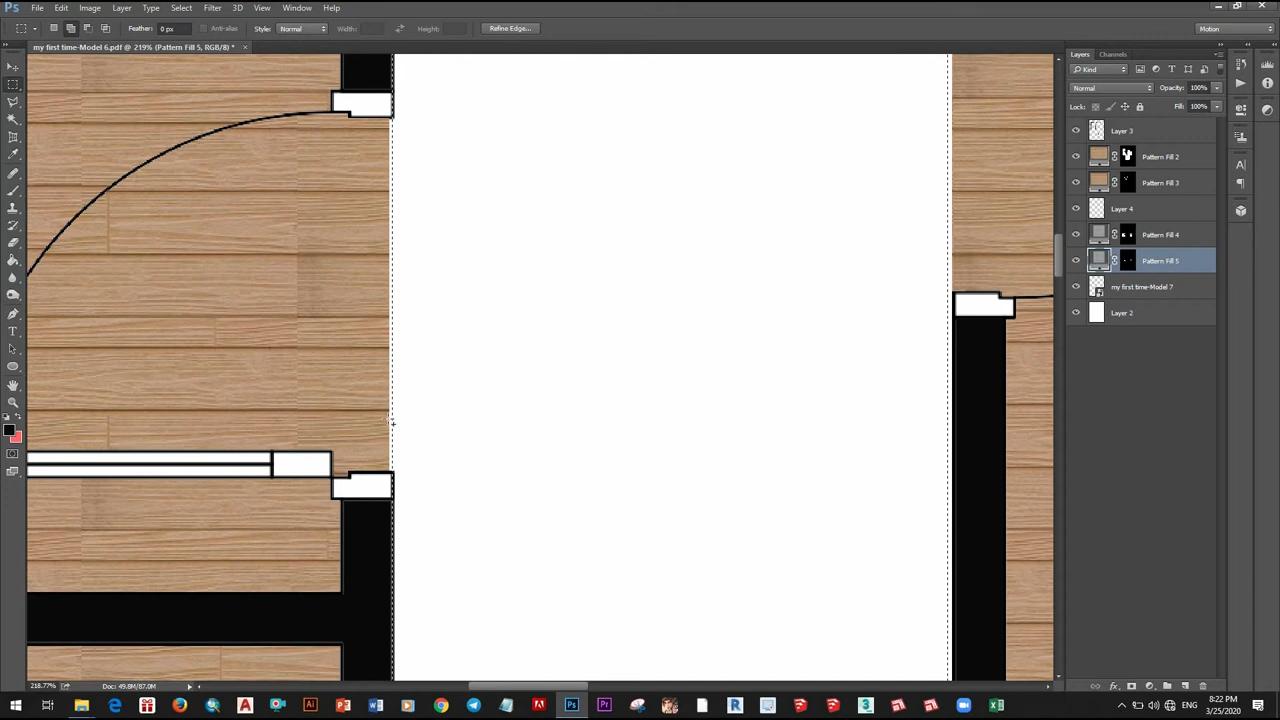 Ps File Edit Image Layer Type Select Filter 3D View Window Help
Feather: 0 px Anti-alias Style: Normal Width: Height: Refine Edge... Motion
my first time-Model 6.pdf @ 219% (Pattern Fill 5, RGB/8) *
Layers Channels
Kind
Normal Opacity: 100%
Lock: Fill: 100%
Layer 3
Pattern Fill 2
Pattern Fill 3
Layer 4
Pattern Fill 4
Pattern Fill 5
my first time-Model 7
Layer 2
218.77% Doc: 49.8M/87.0M
ENG 8:22 PM
3/25/2020